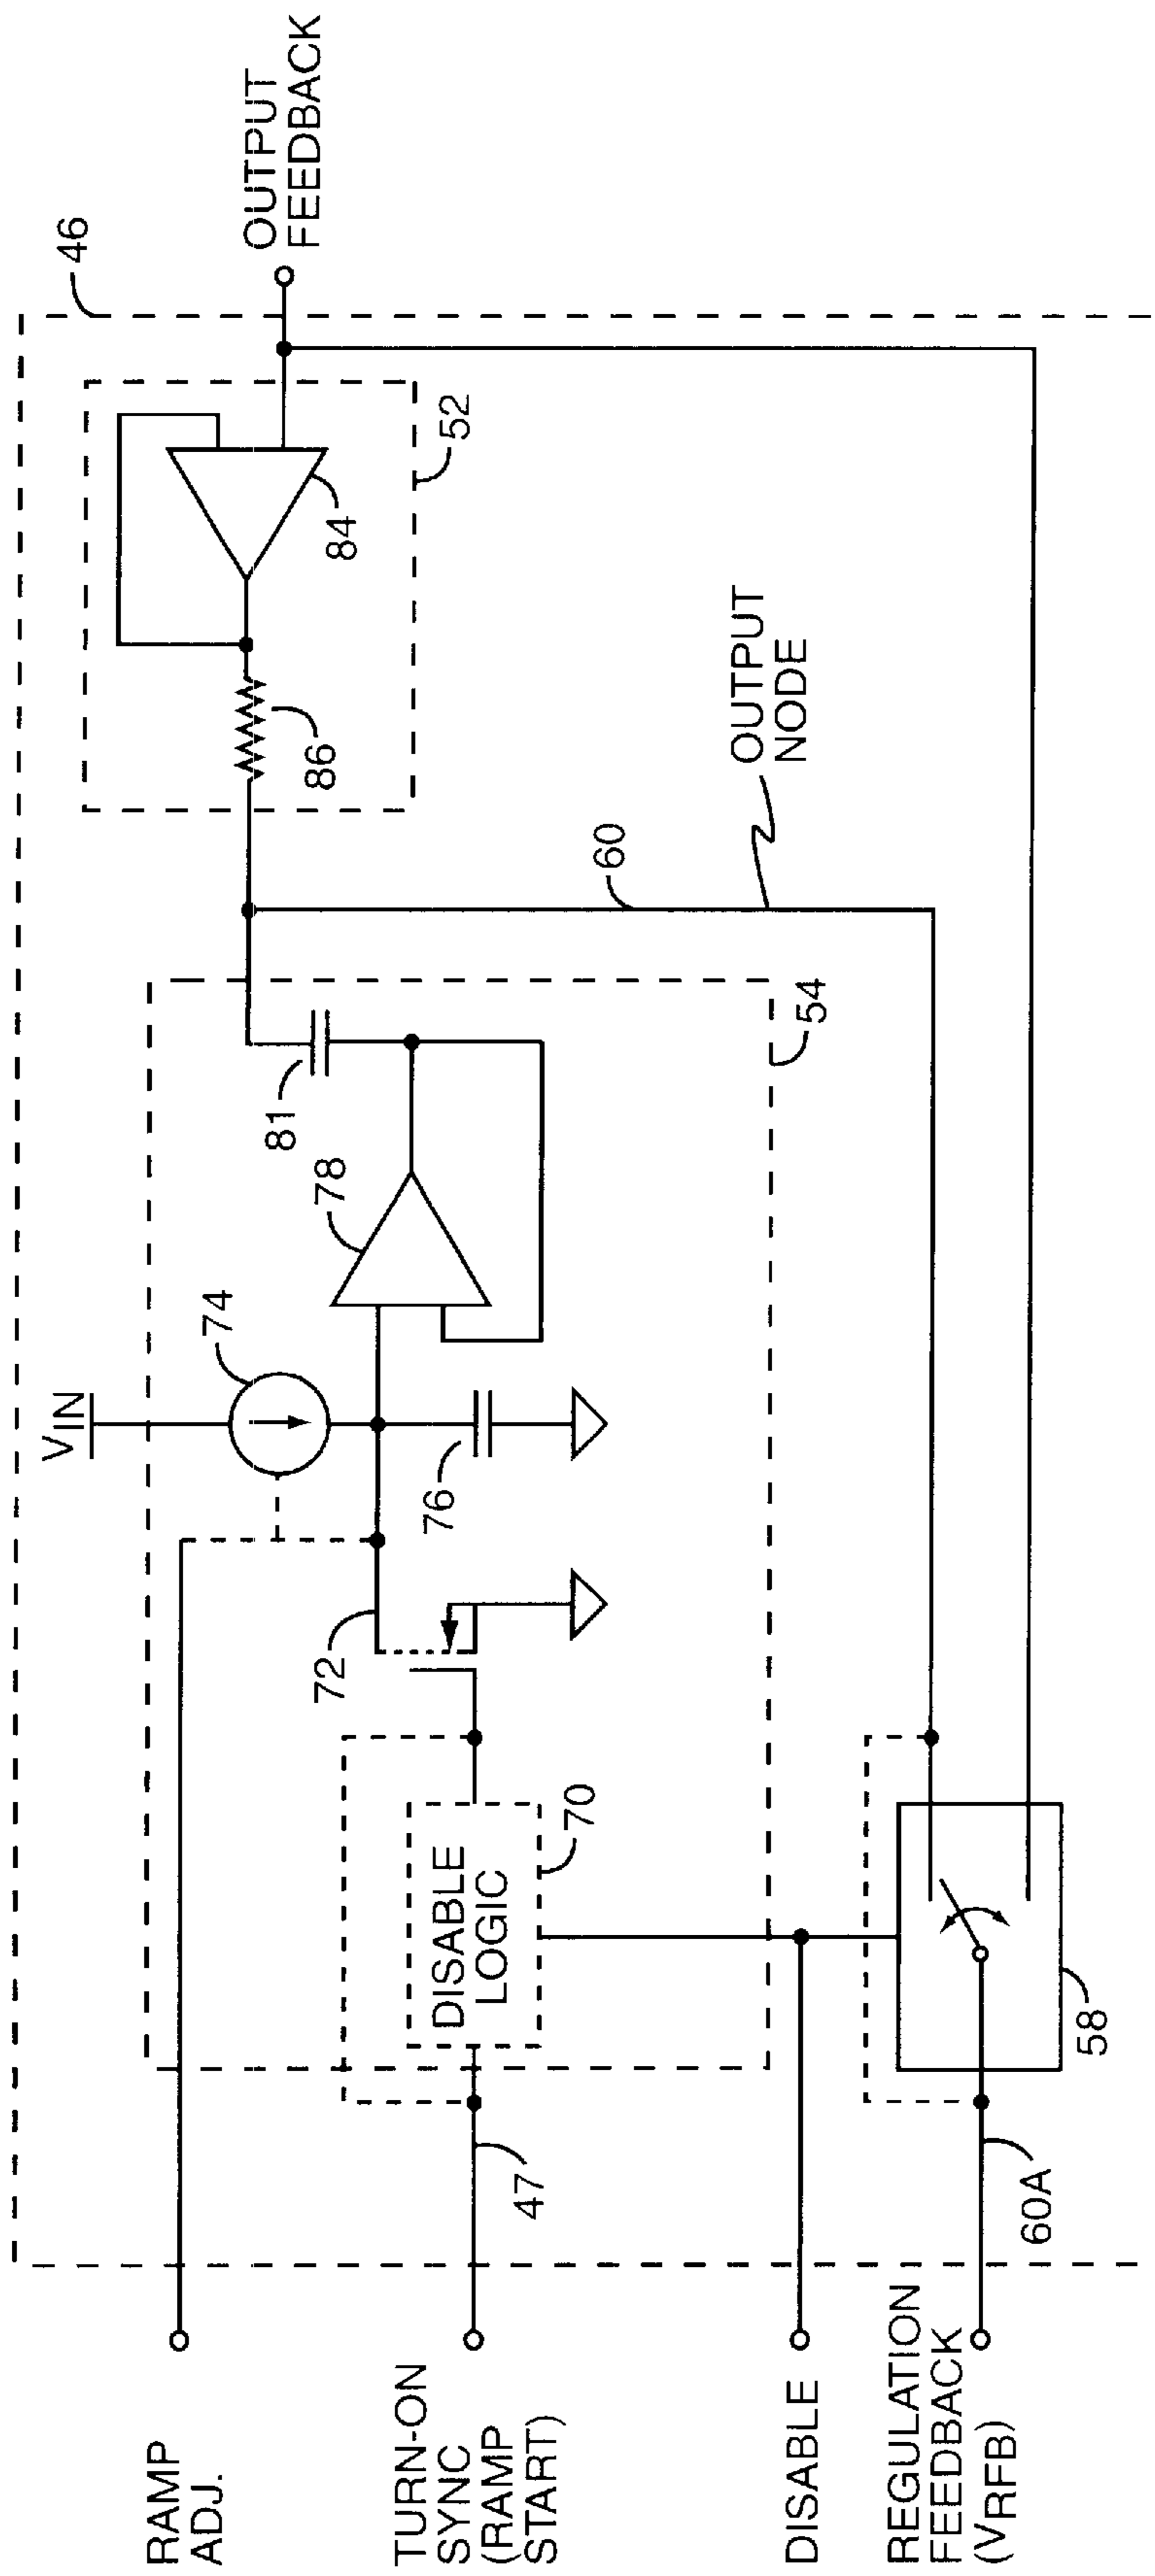 RAMP
ADJ.
TURN-ON
SYNC
(RAMP
START)
DISABLE
REGULATION
FEEDBACK
(VRFB)
47
60A
58
DISABLE
LOGIC
70
72
VIN
74
76
78
81
54
60
OUTPUT
NODE
86
84
52
46
OUTPUT
FEEDBACK